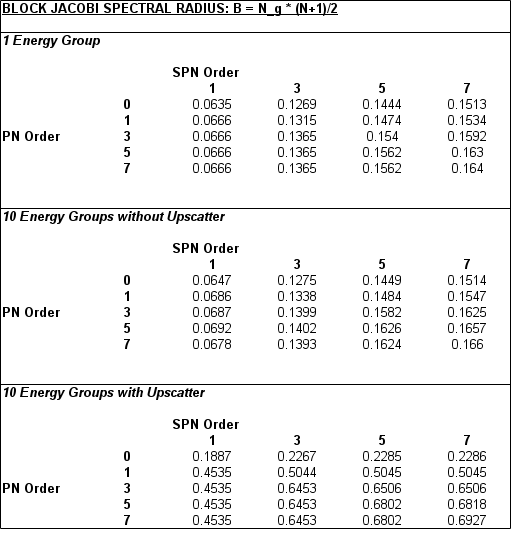 BLOCK JACOBI SPECTRAL RADIUS: B = N_g * (N+1)/2
1 Energy Group
SPN Order
1 3 5 7
0 0.0635 0.1269 0.1444 0.1513
1 0.0666 0.1315 0.1474 0.1534
PN Order 3 0.0666 0.1365 0.154 0.1592
5 0.0666 0.1365 0.1562 0.163
7 0.0666 0.1365 0.1562 0.164
10 Energy Groups without Upscatter
SPN Order
1 3 5 7
0 0.0647 0.1275 0.1449 0.1514
1 0.0686 0.1338 0.1484 0.1547
PN Order 3 0.0687 0.1399 0.1582 0.1625
5 0.0692 0.1402 0.1626 0.1657
7 0.0678 0.1393 0.1624 0.166
10 Energy Groups with Upscatter
SPN Order
1 3 5 7
0 0.1887 0.2267 0.2285 0.2286
1 0.4535 0.5044 0.5045 0.5045
PN Order 3 0.4535 0.6453 0.6506 0.6506
5 0.4535 0.6453 0.6802 0.6818
7 0.4535 0.6453 0.6802 0.6927